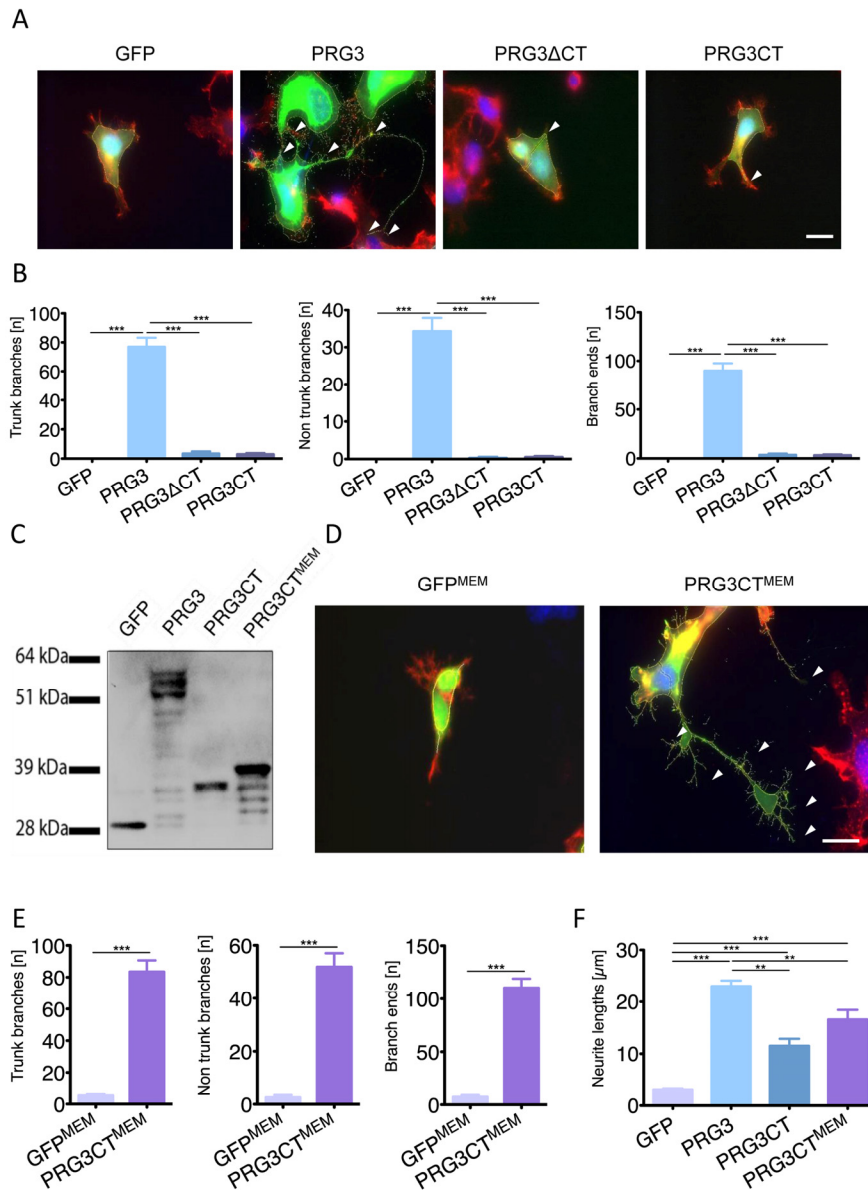 A
GFP PRG3 PRG3ΔCT PRG3CT
B
Trunk branches [n]
100
80
60
40
20
0
*** *** ***
GFP PRG3 PRG3ΔCT PRG3CT
Non trunk branches [n]
40
30
20
10
0
*** *** ***
GFP PRG3 PRG3ΔCT PRG3CT
Branch ends [n]
150
100
50
0
*** *** ***
GFP PRG3 PRG3ΔCT PRG3CT
C
GFP PRG3 PRG3CT PRG3CTMEM
64 kDa
51 kDa
39 kDa
28 kDa
D
GFPMEM PRG3CTMEM
E
Trunk branches [n]
100
80
60
40
20
0
***
GFPMEM PRG3CTMEM
Non trunk branches [n]
60
40
20
0
***
GFPMEM PRG3CTMEM
Branch ends [n]
150
100
50
0
***
GFPMEM PRG3CTMEM
F
Neurite lengths [µm]
30
20
10
0
***
***
*** **
**
GFP PRG3 PRG3CT PRG3CTMEM